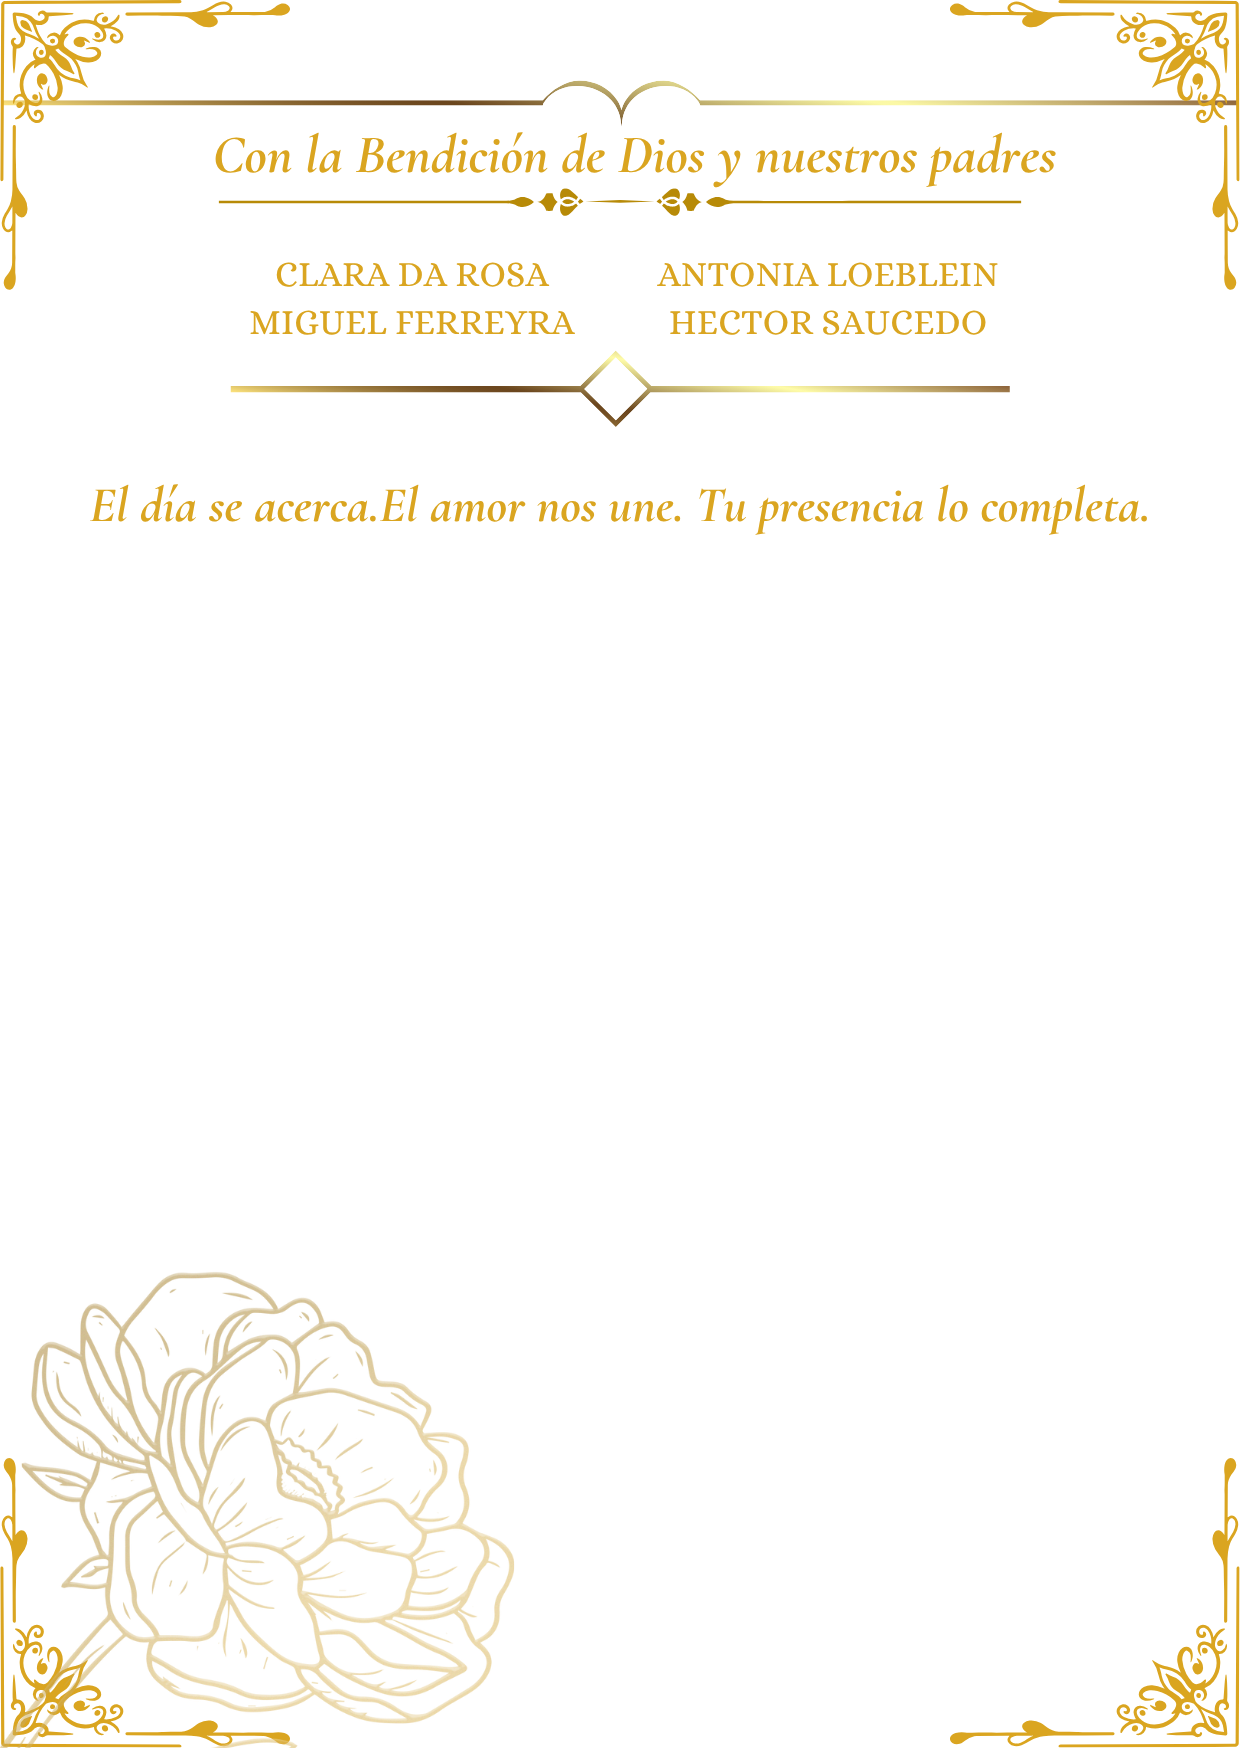 Con la Bendición de Dios y nuestros padres
CLARA DA ROSA
MIGUEL FERREYRA
ANTONIA LOEBLEIN
HECTOR SAUCEDO
El día se acerca.El amor nos une. Tu presencia lo completa.